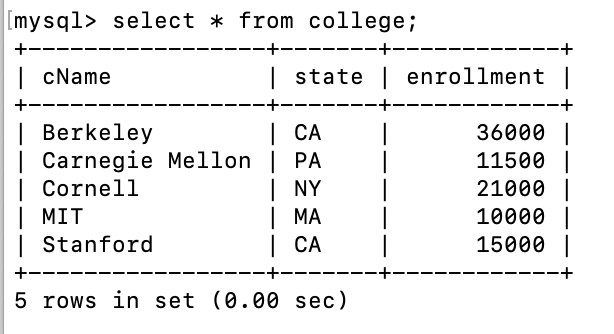 mysql> select * from college;
+------------------+-------+------------+
| cName            | state | enrollment |
+------------------+-------+------------+
| Berkeley         | CA    |      36000 |
| Carnegie Mellon  | PA    |      11500 |
| Cornell          | NY    |      21000 |
| MIT              | MA    |      10000 |
| Stanford         | CA    |      15000 |
+------------------+-------+------------+
5 rows in set (0.00 sec)